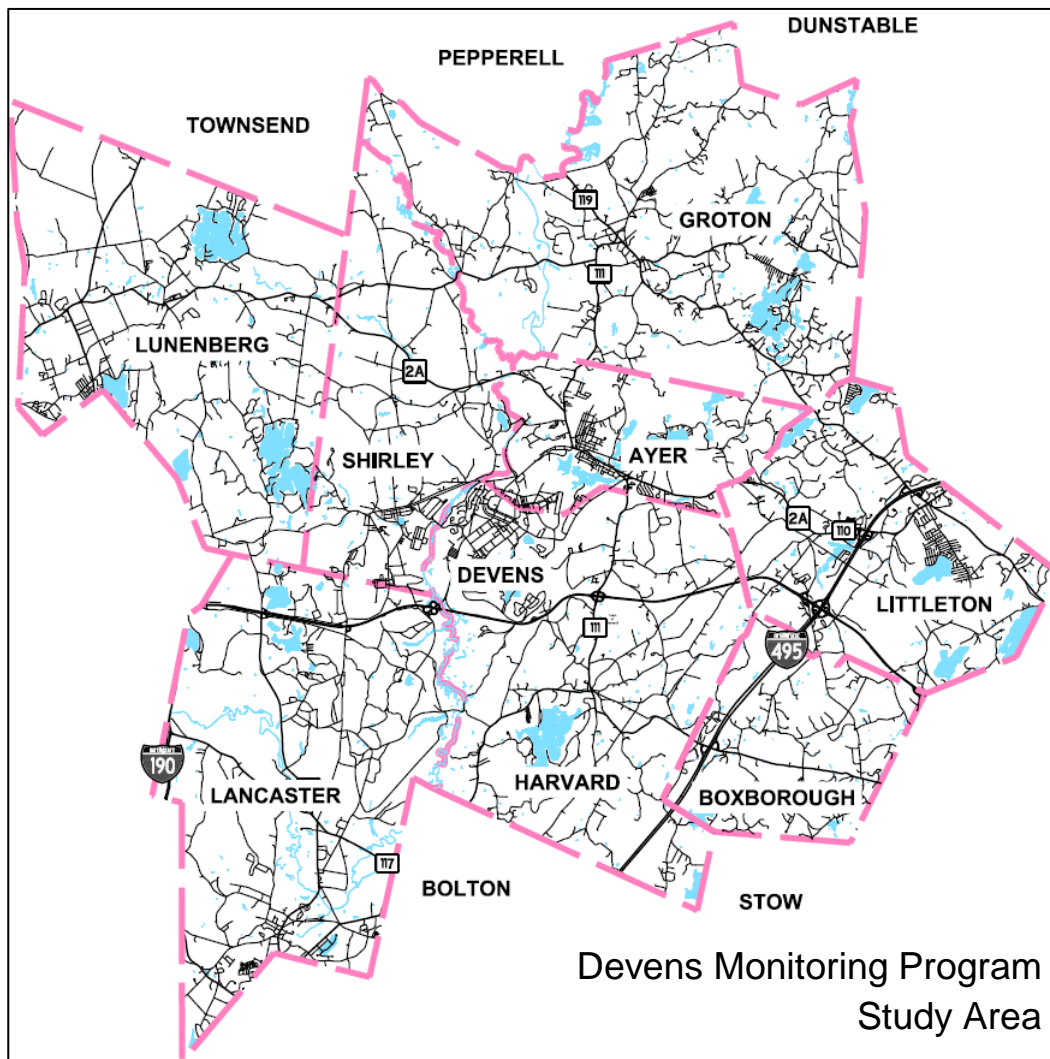 DUNSTABLE
PEPPERELL
TOWNSEND
119
GROTON
111
LUNENBERG
2A
SHIRLEY
AYER
2A
110
DEVENS
LITTLETON
111
495
190
LANCASTER
HARVARD
BOXBOROUGH
117
BOLTON
STOW
Devens Monitoring Program
Study Area